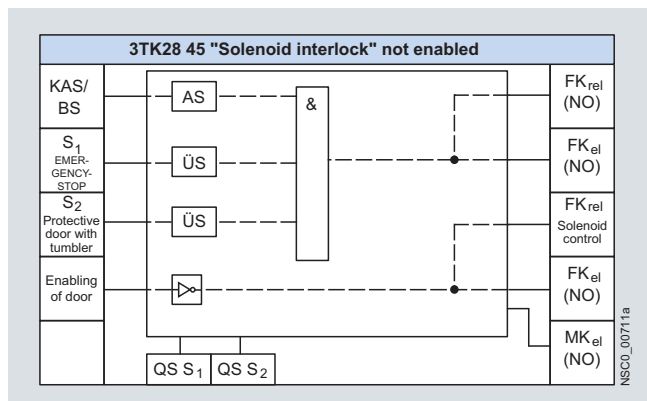 3TK28 45 "Solenoid interlock" not enabled
KAS/
BS
S1
EMER-
GENCY-
STOP
S2
Protective
door with
tumbler
Enabling
of door
AS
ÜS
ÜS
&
QS S1
QS S2
FKrel
(NO)
FKel
(NO)
FKrel
Solenoid
control
FKel
(NO)
MKel
(NO)
NSC0_00711a